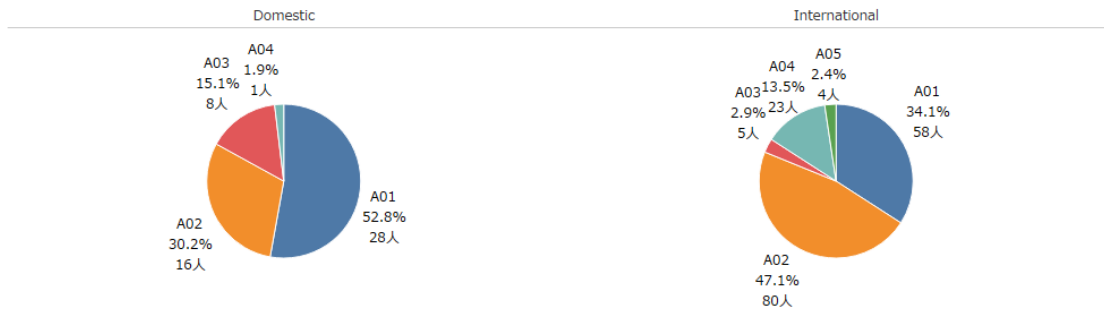 Domestic
International
A04
1.9%
1人
A03
15.1%
8人
A01
52.8%
28人
A02
30.2%
16人
A05
2.4%
4人
A04
13.5%
23人
A03
2.9%
5人
A01
34.1%
58人
A02
47.1%
80人